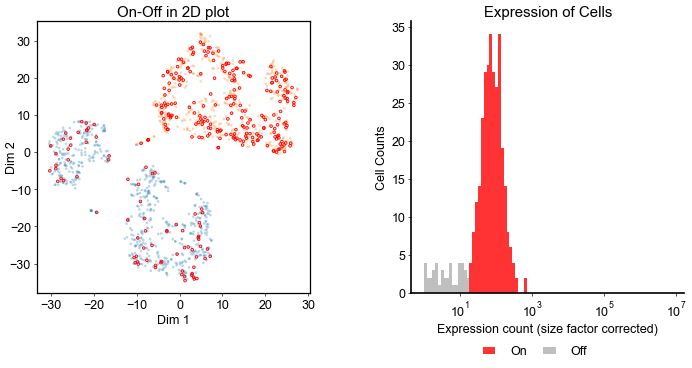 On-Off in 2D plot
30
20
10
0
−10
−20
−30
Dim 2
−30 −20 −10 0 10 20 30
Dim 1
Expression of Cells
35
30
25
20
15
10
5
0
Cell Counts
10^1 10^3 10^5 10^7
Expression count (size factor corrected)
On Off